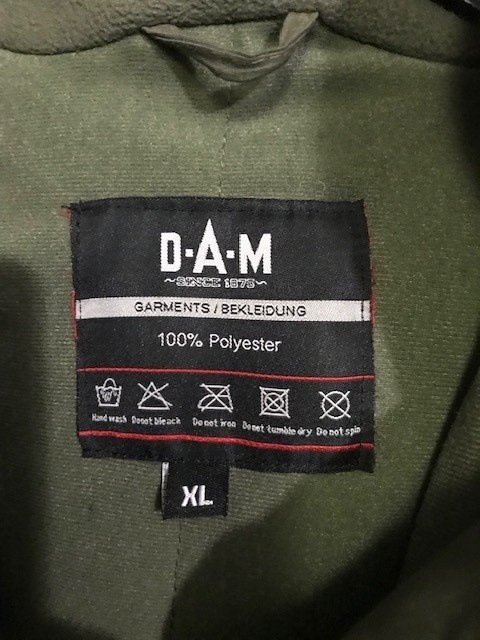 D·A·M
~SINCE 1875~
GARMENTS / BEKLEIDUNG
100% Polyester
Hand wash Do not bleach Do not iron Do not tumble dry Do not spin
XL